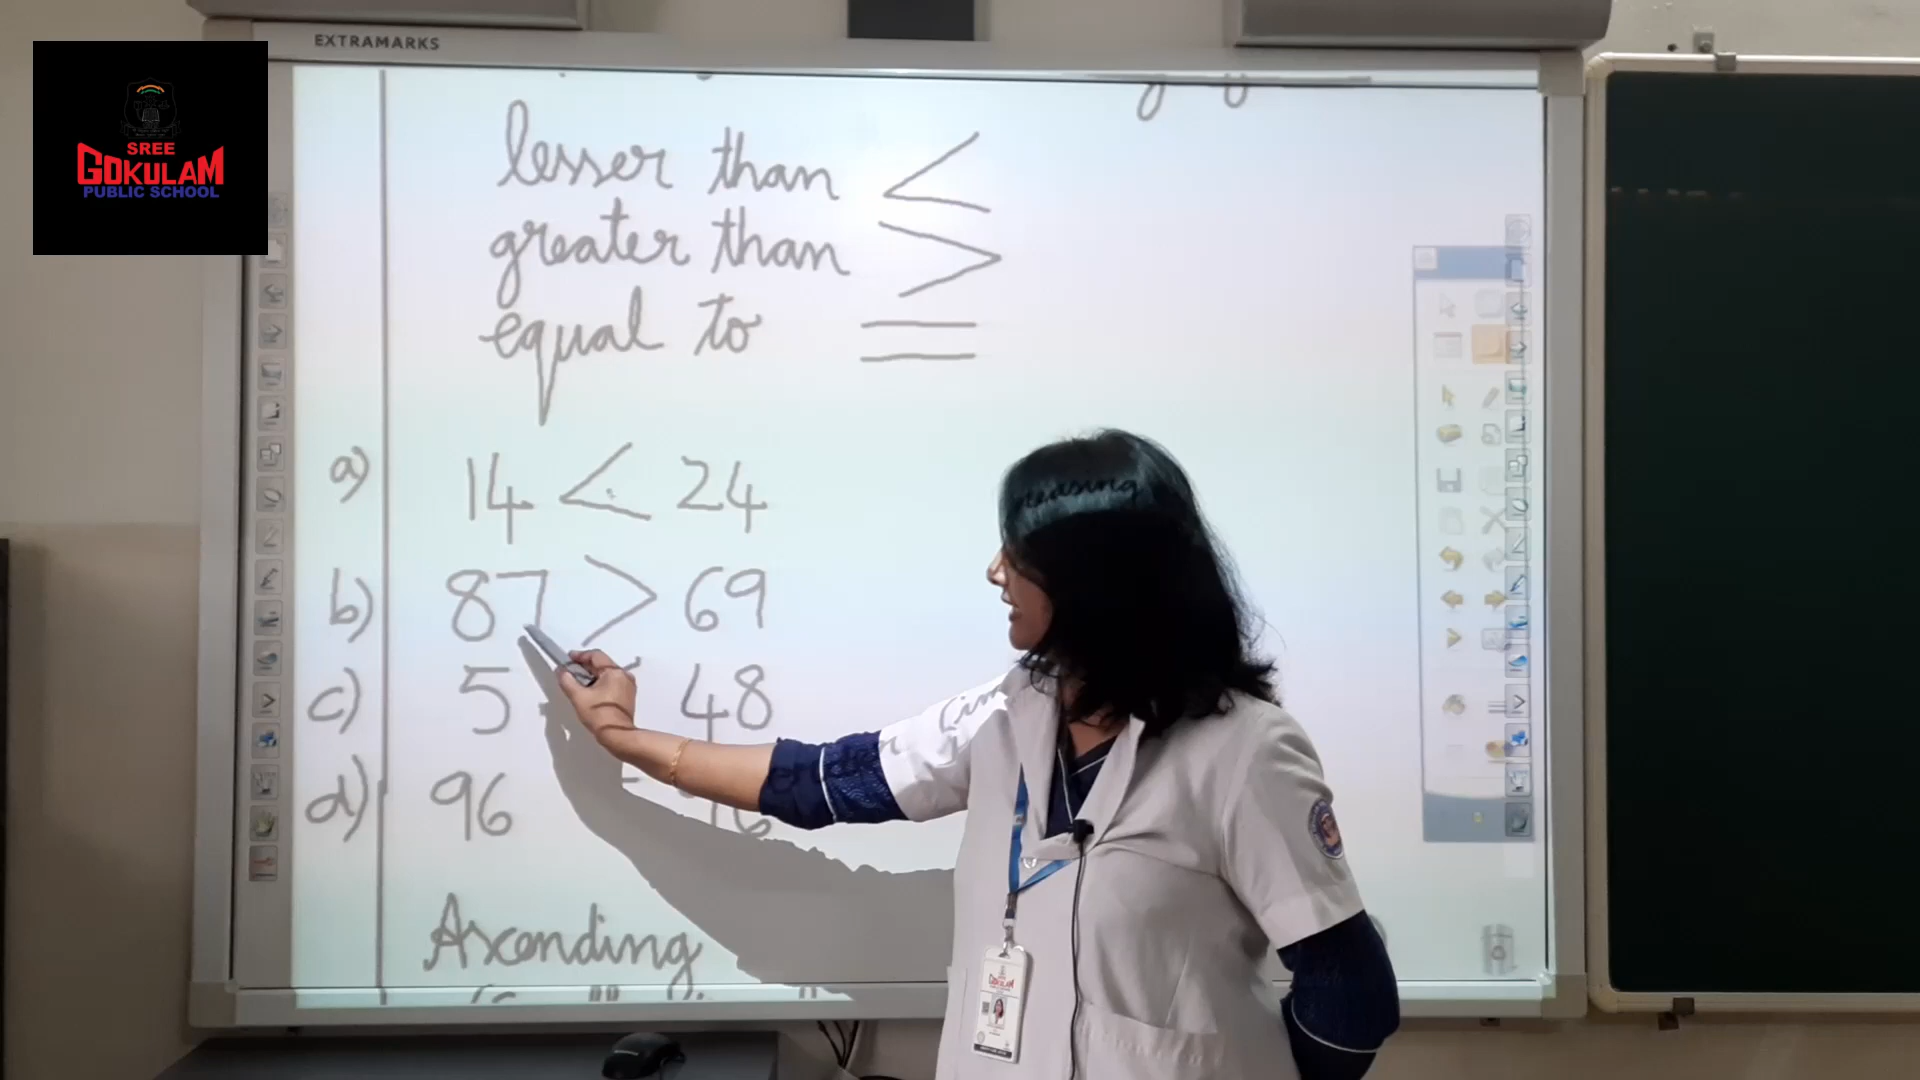 EXTRAMARKS
SREE
GOKULAM
PUBLIC SCHOOL
lesser than <
greater than >
equal to =
a) 14 < 24
b) 87 > 69
c) 5 48
d) 96
Ascending
GOKULAM